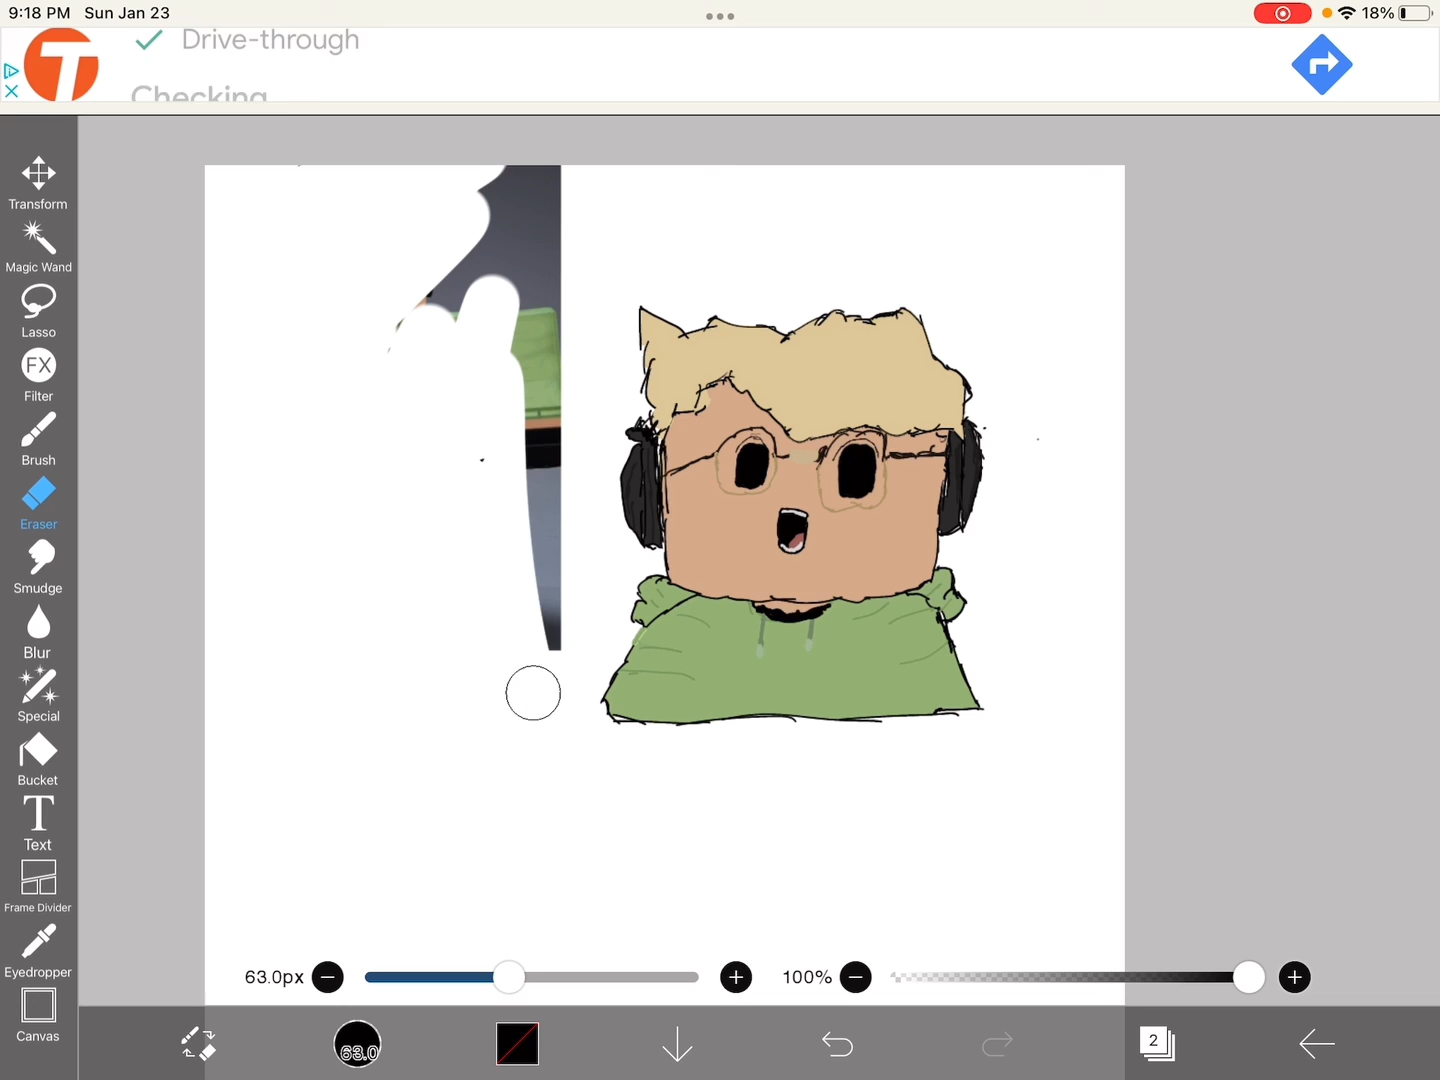 9:18 PM Sun Jan 23
18%
T
Drive-through
Checking
Transform
Magic Wand
Lasso
FX
Filter
Brush
Eraser
Smudge
Blur
Special
Bucket
T
Text
Frame Divider
Eyedropper
Canvas
63.0px
100%
63.0
2